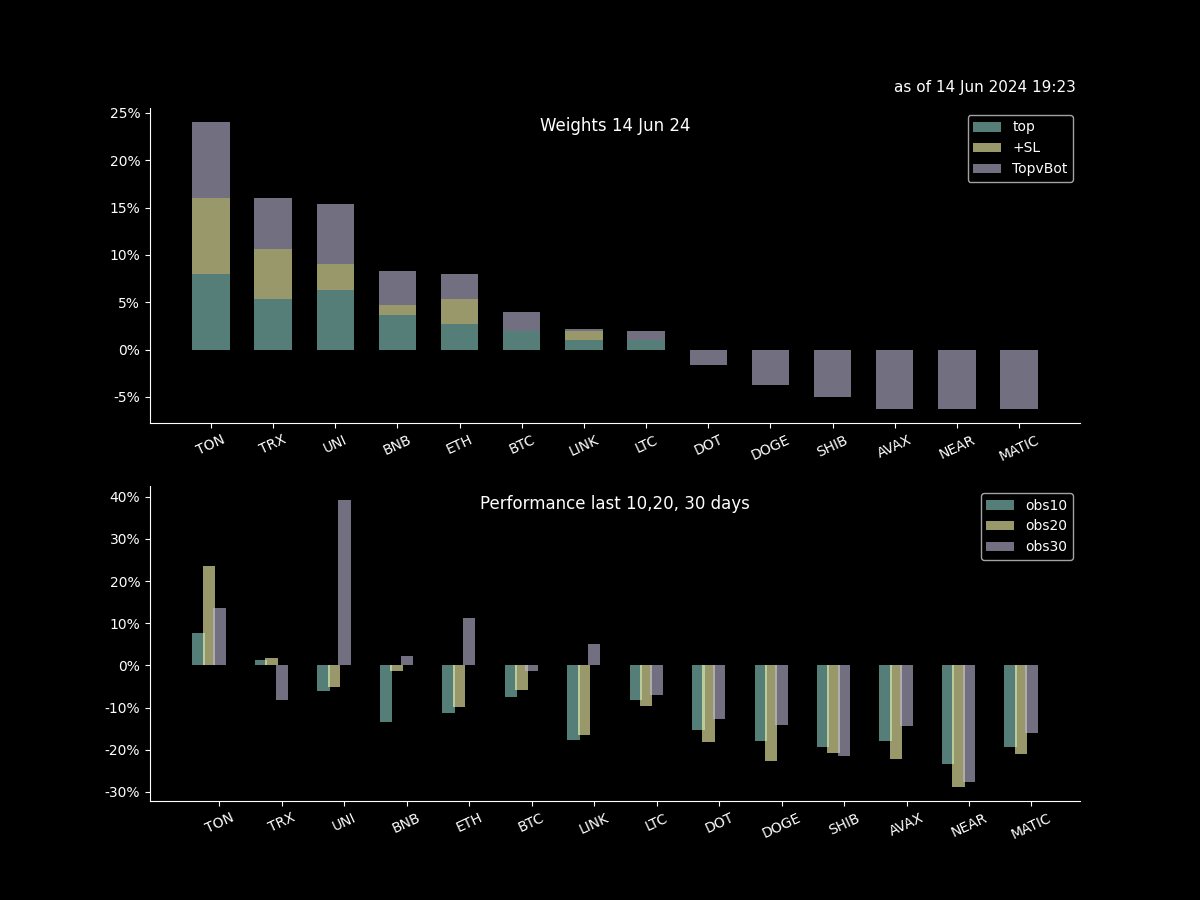 as of 14 Jun 2024 19:23
Weights 14 Jun 24
top
+SL
TopvBot
25%
20%
15%
10%
5%
0%
-5%
TON TRX UNI BNB ETH BTC LINK LTC DOT DOGE SHIB AVAX NEAR MATIC
Performance last 10,20, 30 days
obs10
obs20
obs30
40%
30%
20%
10%
0%
-10%
-20%
-30%
TON TRX UNI BNB ETH BTC LINK LTC DOT DOGE SHIB AVAX NEAR MATIC